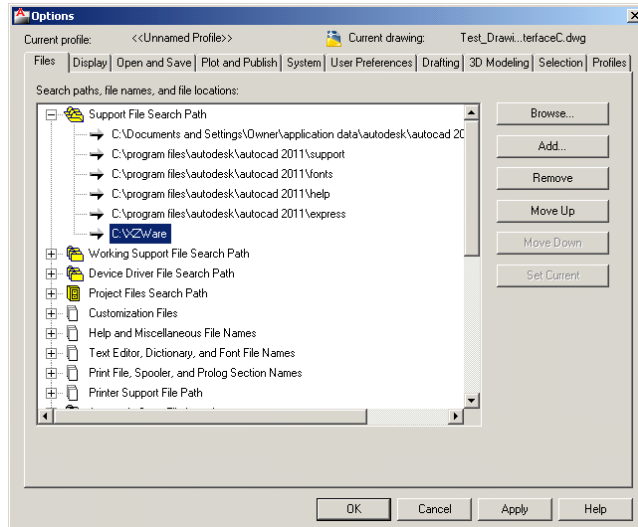 Options
Current profile: <<Unnamed Profile>> Current drawing: Test_Drawi...terfaceC.dwg
Files Display Open and Save Plot and Publish System User Preferences Drafting 3D Modeling Selection Profiles
Search paths, file names, and file locations:
Support File Search Path
C:\Documents and Settings\Owner\application data\autodesk\autocad 20
C:\program files\autodesk\autocad 2011\support
C:\program files\autodesk\autocad 2011\fonts
C:\program files\autodesk\autocad 2011\help
C:\program files\autodesk\autocad 2011\express
C:\XZWare
Working Support File Search Path
Device Driver File Search Path
Project Files Search Path
Customization Files
Help and Miscellaneous File Names
Text Editor, Dictionary, and Font File Names
Print File, Spooler, and Prolog Section Names
Printer Support File Path
Browse...
Add...
Remove
Move Up
Move Down
Set Current
OK Cancel Apply Help